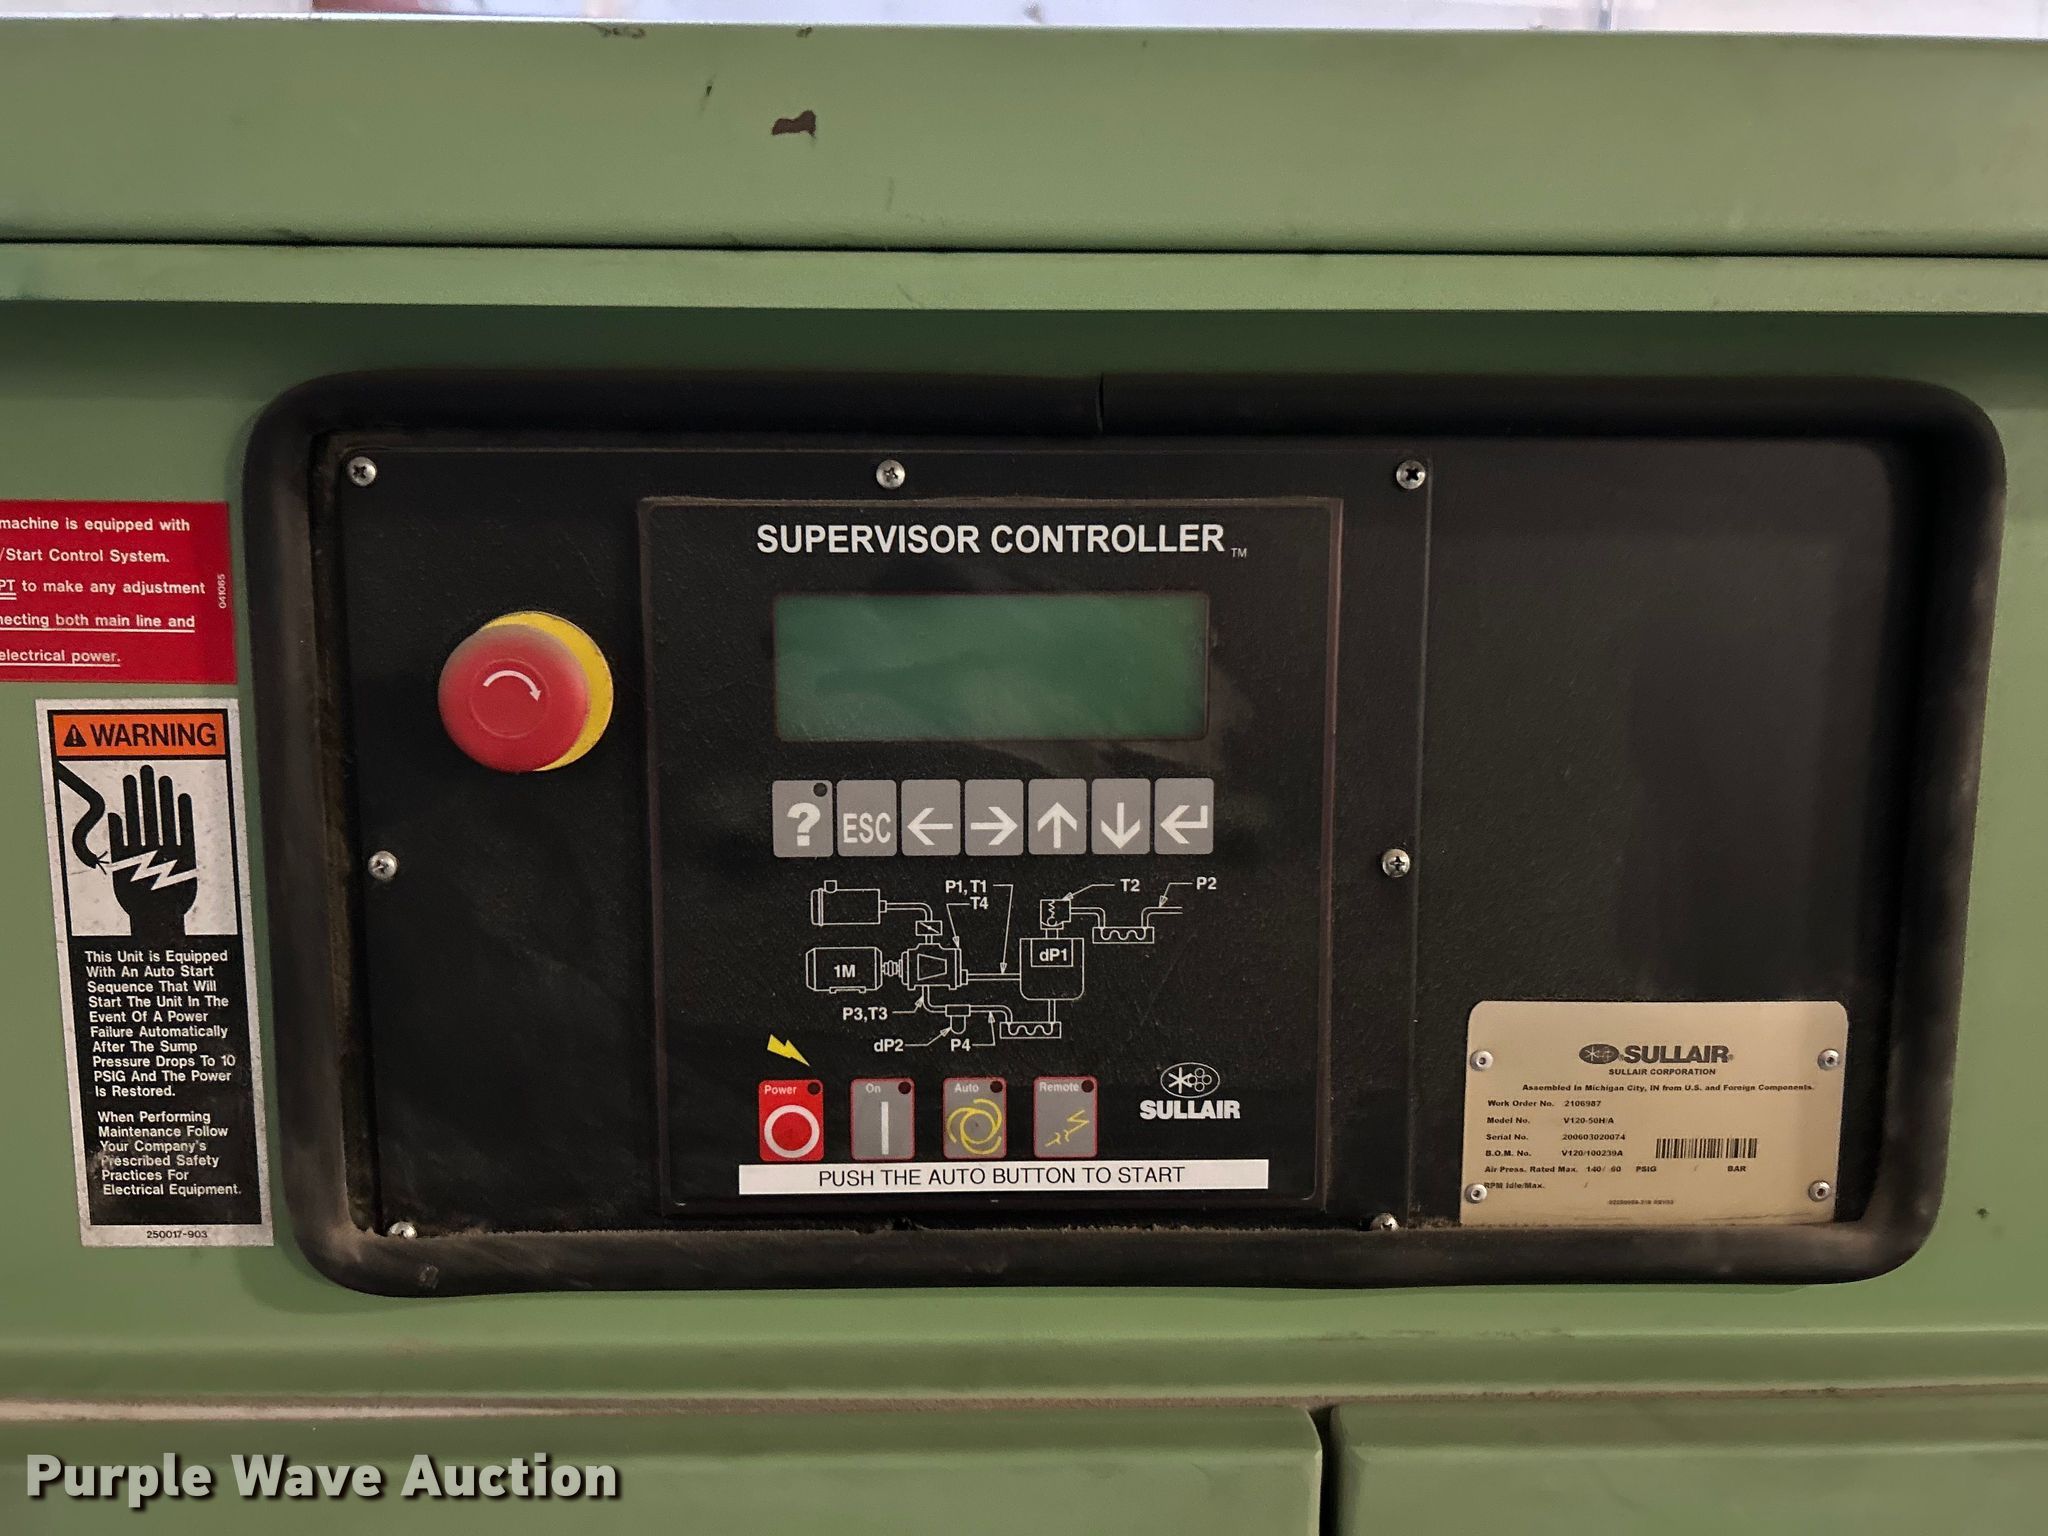 machine is equipped with
/Start Control System.
PT to make any adjustment
necting both main line and
electrical power.
041065
WARNING
This Unit is Equipped
With An Auto Start
Sequence That Will
Start The Unit In The
Event Of A Power
Failure Automatically
After The Sump
Pressure Drops To 10
PSIG And The Power
Is Restored.
When Performing
Maintenance Follow
Your Company's
Prescribed Safety
Practices For
Electrical Equipment.
250017-903
SUPERVISOR CONTROLLER TM
? ESC
P1,T1
T4
T2
P2
dP1
1M
P3,T3
dP2
P4
Power
On
Auto
Remote
SULLAIR
PUSH THE AUTO BUTTON TO START
SULLAIR
SULLAIR CORPORATION
Assembled In Michigan City, IN from U.S. and Foreign Components.
Work Order No. 2106987
Model No. V120-50H/A
Serial No. 200603020074
B.O.M. No. V120/100239A
Air Press. Rated Max. 140/ 60 PSIG / BAR
RPM Idle/Max. /
Purple Wave Auction